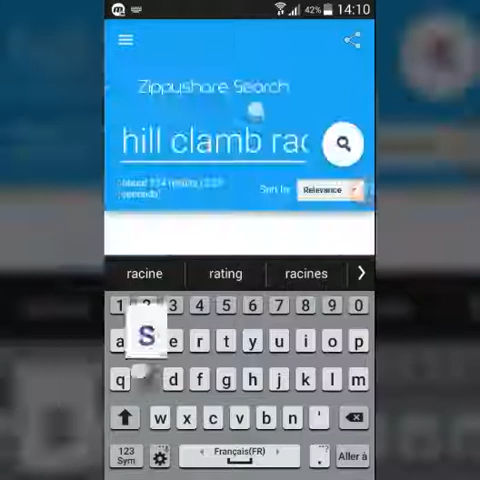 42% 14:10
Zippyshare Search
hill clamb rac
About
Sort by: Relevance
racine rating racines
1 2 3 4 5 6 7 8 9 0
a S e r t y u i o p
q d f g h j k l m
w x c v b n '
123 Sym Français(FR) . Aller à